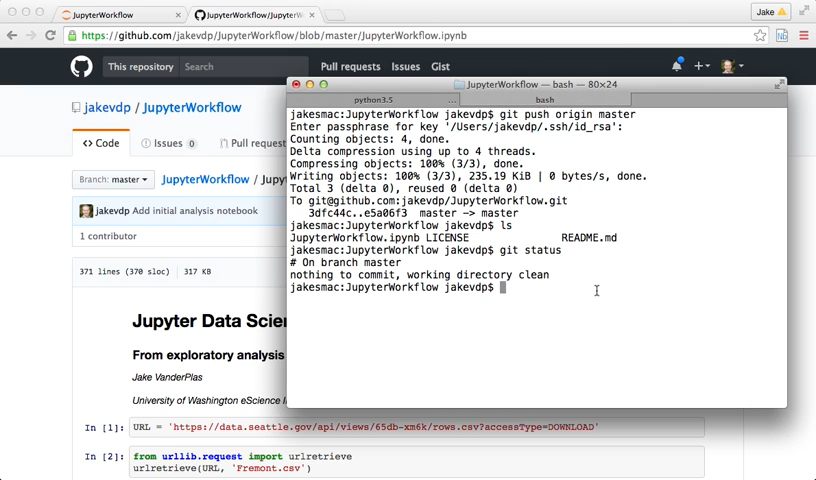 JupyterWorkflow
jakevdp/JupyterWorkflow/
Jake
https://github.com/jakevdp/JupyterWorkflow/blob/master/JupyterWorkflow.ipynb
This repository
Search
Pull requests
Issues
Gist
jakevdp / JupyterWorkflow
Code
Issues 0
Pull request
Branch: master
JupyterWorkflow / Jupy
jakevdp Add initial analysis notebook
1 contributor
371 lines (370 sloc)
317 KB
JupyterWorkflow — bash — 80×24
python3.5 ...
bash
jakesmac:JupyterWorkflow jakevdp$ git push origin master
Enter passphrase for key '/Users/jakevdp/.ssh/id_rsa':
Counting objects: 4, done.
Delta compression using up to 4 threads.
Compressing objects: 100% (3/3), done.
Writing objects: 100% (3/3), 235.19 KiB | 0 bytes/s, done.
Total 3 (delta 0), reused 0 (delta 0)
To git@github.com:jakevdp/JupyterWorkflow.git
3dfc44c..e5a06f3 master -> master
jakesmac:JupyterWorkflow jakevdp$ ls
JupyterWorkflow.ipynb LICENSE README.md
jakesmac:JupyterWorkflow jakevdp$ git status
# On branch master
nothing to commit, working directory clean
jakesmac:JupyterWorkflow jakevdp$
Jupyter Data Scien
From exploratory analysis
Jake VanderPlas
University of Washington eScience I
In [1]: URL = 'https://data.seattle.gov/api/views/65db-xm6k/rows.csv?accessType=DOWNLOAD'
In [2]: from urllib.request import urlretrieve
urlretrieve(URL, 'Fremont.csv')